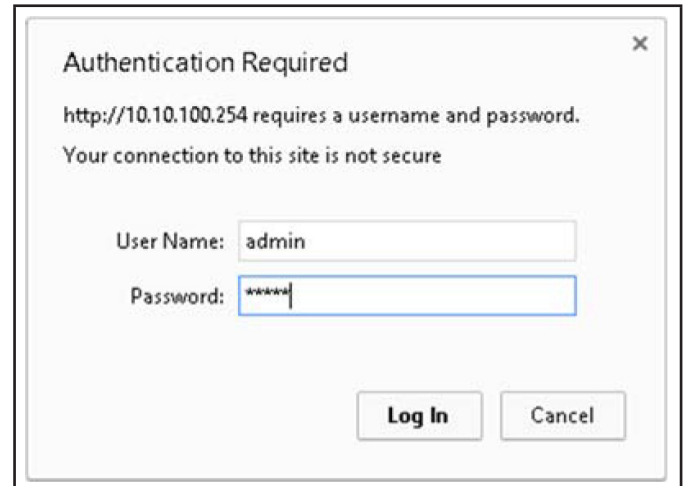 Authentication Required
×
http://10.10.100.254 requires a username and password.
Your connection to this site is not secure
User Name: admin
Password: *****
Log In Cancel